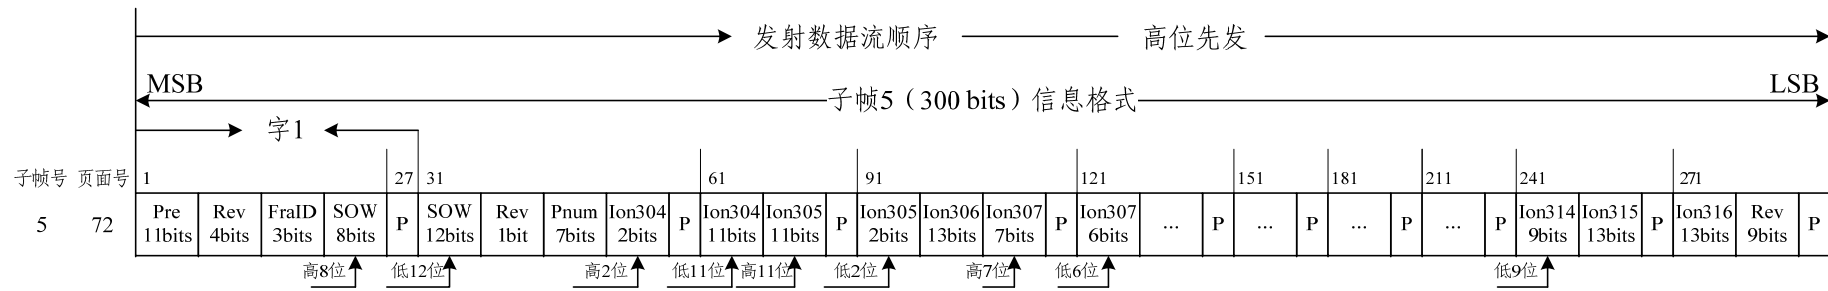 发射数据流顺序 高位先发
MSB LSB
子帧5（300 bits）信息格式
字1
子帧号 页面号 1 27 31 61 91 121 151 181 211 241 271
5 72 Pre 11bits Rev 4bits FraID 3bits SOW 8bits P SOW 12bits Rev 1bit Pnum 7bits Ion304 2bits P Ion304 11bits Ion305 11bits P Ion305 2bits Ion306 13bits Ion307 7bits P Ion307 6bits ... P ... P ... P ... P Ion314 9bits Ion315 13bits P Ion316 13bits Rev 9bits P
高8位 低12位 高2位 低11位 高11位 低2位 高7位 低6位 低9位